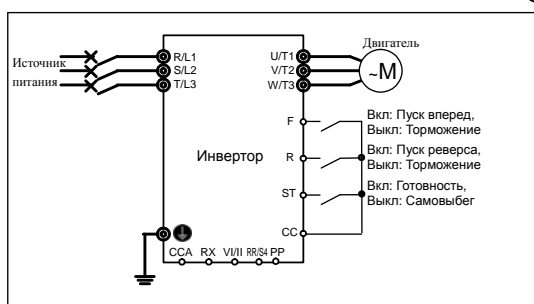 Источник
питания
R/L1
S/L2
T/L3
U/T1
V/T2
W/T3
Двигатель
~M
Инвертор
F
Вкл: Пуск вперед,
Выкл: Торможение
R
Вкл: Пуск реверса,
Выкл: Торможение
ST
Вкл: Готовность,
Выкл: Самовыбег
CC
CCA RX VI/II RR/S4 PP